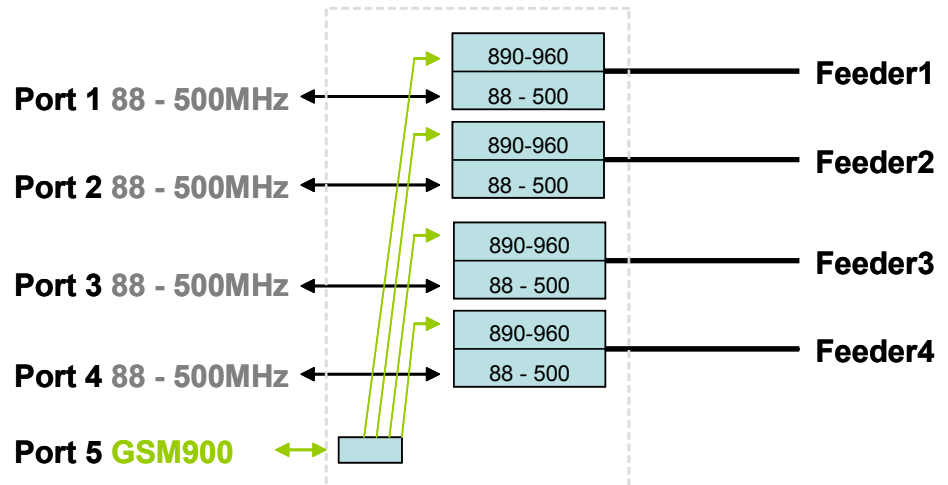 890-960
Feeder1
Port 1 88 - 500MHz
88 - 500
890-960
Feeder2
Port 2 88 - 500MHz
88 - 500
890-960
Feeder3
Port 3 88 - 500MHz
88 - 500
890-960
Feeder4
Port 4 88 - 500MHz
88 - 500
Port 5 GSM900